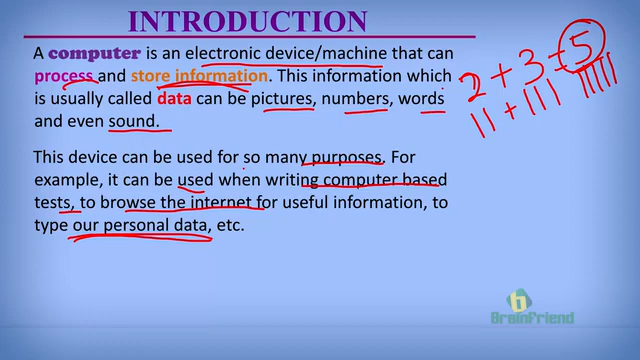 INTRODUCTION
A computer is an electronic device/machine that can
process and store information. This information which
is usually called data can be pictures, numbers, words
and even sound.
This device can be used for so many purposes. For
example, it can be used when writing computer based
tests, to browse the internet for useful information, to
type our personal data, etc.
2 + 3 = 5
|| + ||| = |||||
b
BrainFriend